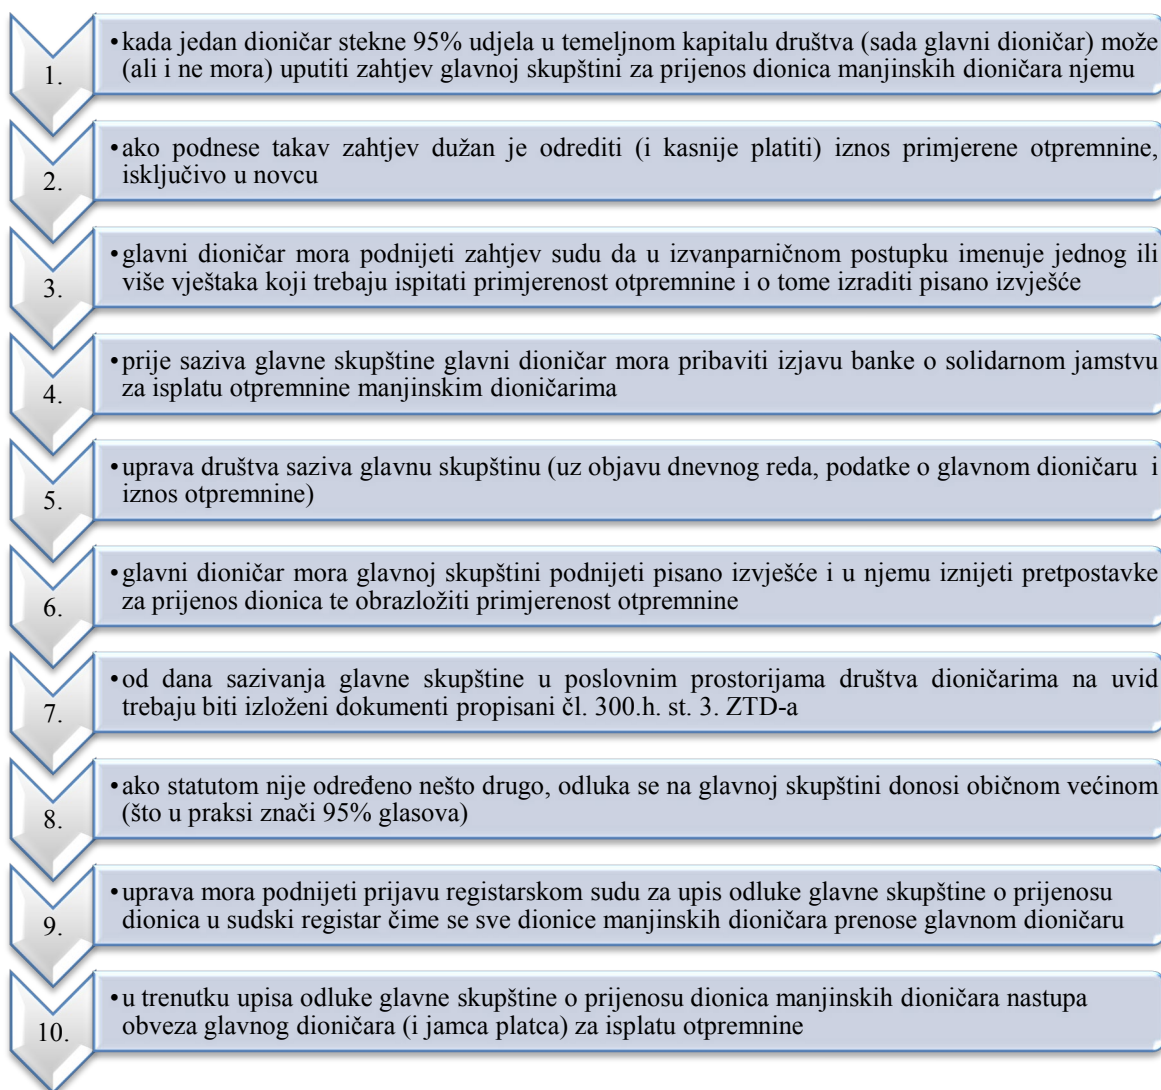 1.
•kada jedan dioničar stekne 95% udjela u temeljnom kapitalu društva (sada glavni dioničar) može
(ali i ne mora) uputiti zahtjev glavnoj skupštini za prijenos dionica manjinskih dioničara njemu
2.
•ako podnese takav zahtjev dužan je odrediti (i kasnije platiti) iznos primjerene otpremnine,
isključivo u novcu
3.
•glavni dioničar mora podnijeti zahtjev sudu da u izvanparničnom postupku imenuje jednog ili
više vještaka koji trebaju ispitati primjerenost otpremnine i o tome izraditi pisano izvješće
4.
•prije saziva glavne skupštine glavni dioničar mora pribaviti izjavu banke o solidarnom jamstvu
za isplatu otpremnine manjinskim dioničarima
5.
•uprava društva saziva glavnu skupštinu (uz objavu dnevnog reda, podatke o glavnom dioničaru i
iznos otpremnine)
6.
•glavni dioničar mora glavnoj skupštini podnijeti pisano izvješće i u njemu iznijeti pretpostavke
za prijenos dionica te obrazložiti primjerenost otpremnine
7.
•od dana sazivanja glavne skupštine u poslovnim prostorijama društva dioničarima na uvid
trebaju biti izloženi dokumenti propisani čl. 300.h. st. 3. ZTD-a
8.
•ako statutom nije određeno nešto drugo, odluka se na glavnoj skupštini donosi običnom većinom
(što u praksi znači 95% glasova)
9.
•uprava mora podnijeti prijavu registarskom sudu za upis odluke glavne skupštine o prijenosu
dionica u sudski registar čime se sve dionice manjinskih dioničara prenose glavnom dioničaru
10.
•u trenutku upisa odluke glavne skupštine o prijenosu dionica manjinskih dioničara nastupa
obveza glavnog dioničara (i jamca platca) za isplatu otpremnine